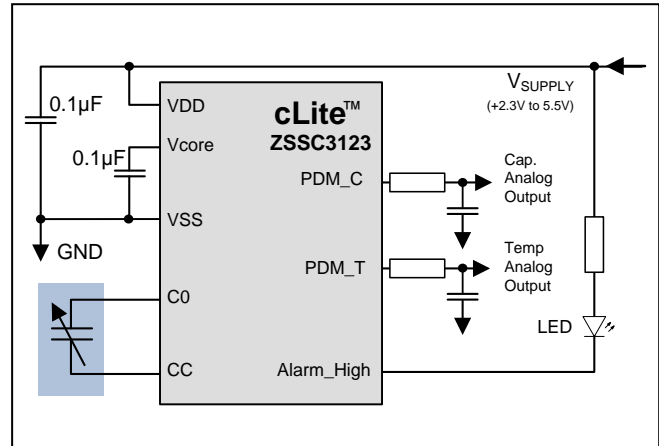 0.1µF
0.1µF
GND
cLite™
ZSSC3123
VDD
Vcore
VSS
C0
CC
PDM_C
PDM_T
Alarm_High
VSUPPLY
(+2.3V to 5.5V)
Cap.
Analog
Output
Temp
Analog
Output
LED